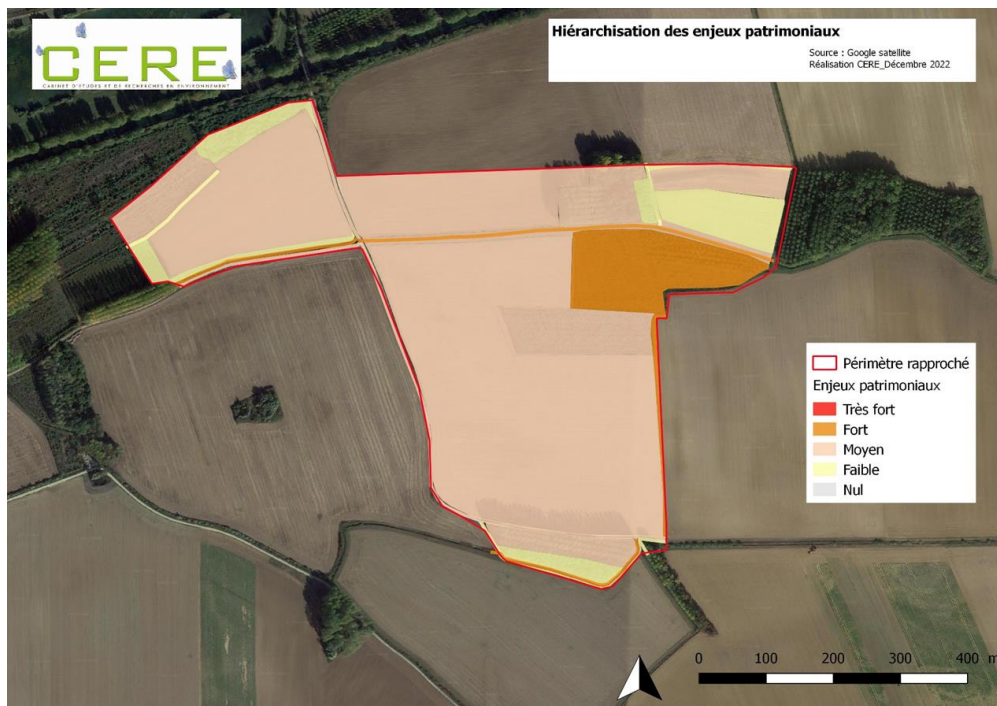 CERE
CABINET D'ETUDES ET DE RECHERCHES EN ENVIRONNEMENT
Hiérarchisation des enjeux patrimoniaux
Source : Google satellite
Réalisation CERE_Décembre 2022
Périmètre rapproché
Enjeux patrimoniaux
Très fort
Fort
Moyen
Faible
Nul
0 100 200 300 400 m